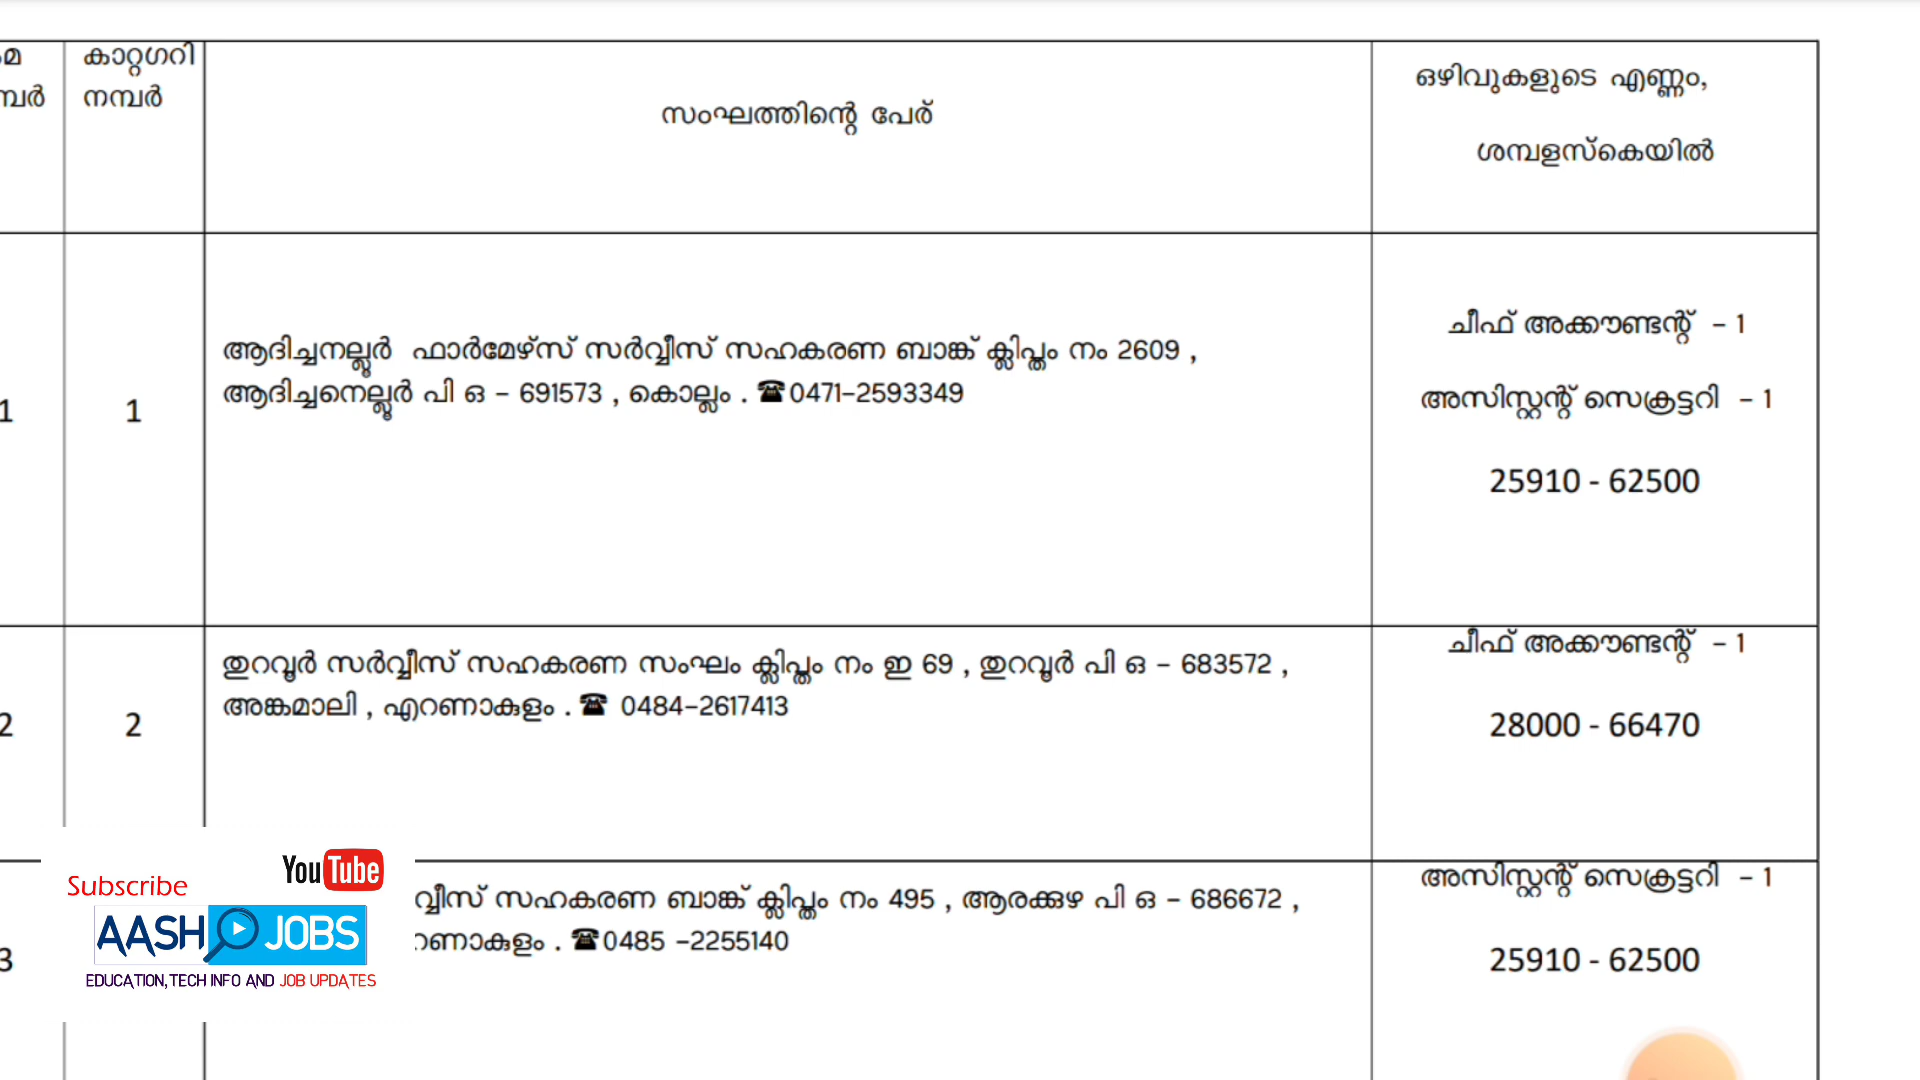 കാറ്റഗറി
നമ്പർ
സംഘത്തിന്റെ പേര്
ഒഴിവുകളുടെ എണ്ണം,
ശമ്പളസ്കെയിൽ
1
1
ആദിച്ചനല്ലൂർ ഫാർമേഴ്സ് സർവ്വീസ് സഹകരണ ബാങ്ക് ക്ലിപ്തം നം 2609 ,
ആദിച്ചനെല്ലൂർ പി ഒ – 691573 , കൊല്ലം . ☎0471–2593349
ചീഫ് അക്കൗണ്ടന്റ് – 1
അസിസ്റ്റന്റ് സെക്രട്ടറി – 1
25910 - 62500
2
2
തുറവൂർ സർവ്വീസ് സഹകരണ സംഘം ക്ലിപ്തം നം ഇ 69 , തുറവൂർ പി ഒ – 683572 ,
അങ്കമാലി , എറണാകുളം . ☎ 0484–2617413
ചീഫ് അക്കൗണ്ടന്റ് – 1
28000 - 66470
3
സഹകരണ ബാങ്ക് ക്ലിപ്തം നം 495 , ആരക്കുഴ പി ഒ – 686672 ,
☎0485 –2255140
അസിസ്റ്റന്റ് സെക്രട്ടറി – 1
25910 - 62500
Subscribe
YouTube
AASH JOBS
EDUCATION, TECH INFO AND JOB UPDATES